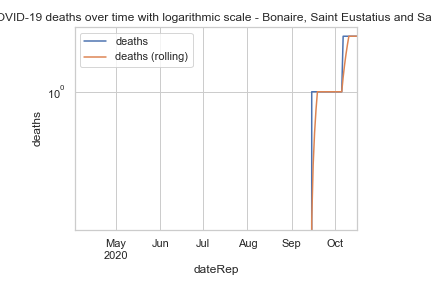 OVID-19 deaths over time with logarithmic scale - Bonaire, Saint Eustatius and Sa
deaths
deaths (rolling)
10⁰
deaths
May Jun Jul Aug Sep Oct
2020
dateRep